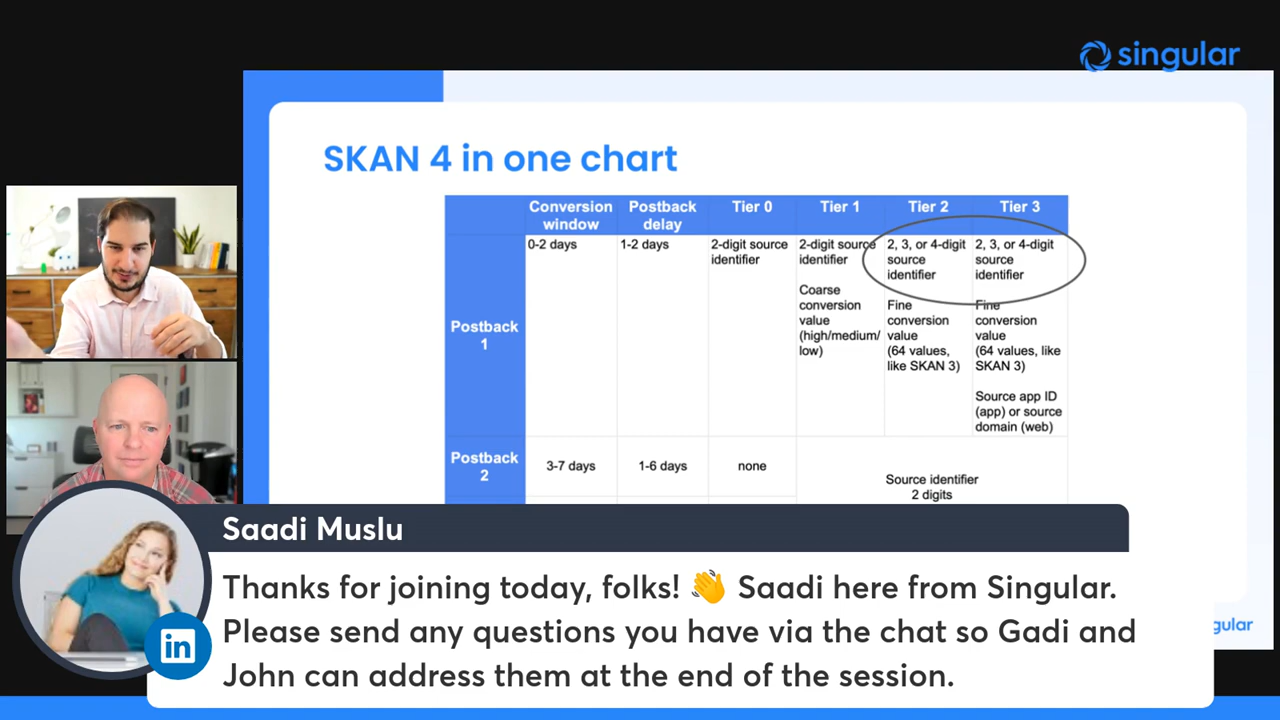 singular
SKAN 4 in one chart
Conversion window
Postback delay
Tier 0
Tier 1
Tier 2
Tier 3
Postback 1
0-2 days
1-2 days
2-digit source
identifier
2-digit source
identifier
Coarse
conversion
value
(high/medium/
low)
2, 3, or 4-digit
source
identifier
Fine
conversion
value
(64 values,
like SKAN 3)
2, 3, or 4-digit
source
identifier
Fine
conversion
value
(64 values, like
SKAN 3)
Source app ID
(app) or source
domain (web)
Postback 2
3-7 days
1-6 days
none
Source identifier
2 digits
Saadi Muslu
Thanks for joining today, folks! 👋 Saadi here from Singular.
Please send any questions you have via the chat so Gadi and
John can address them at the end of the session.
in
gular